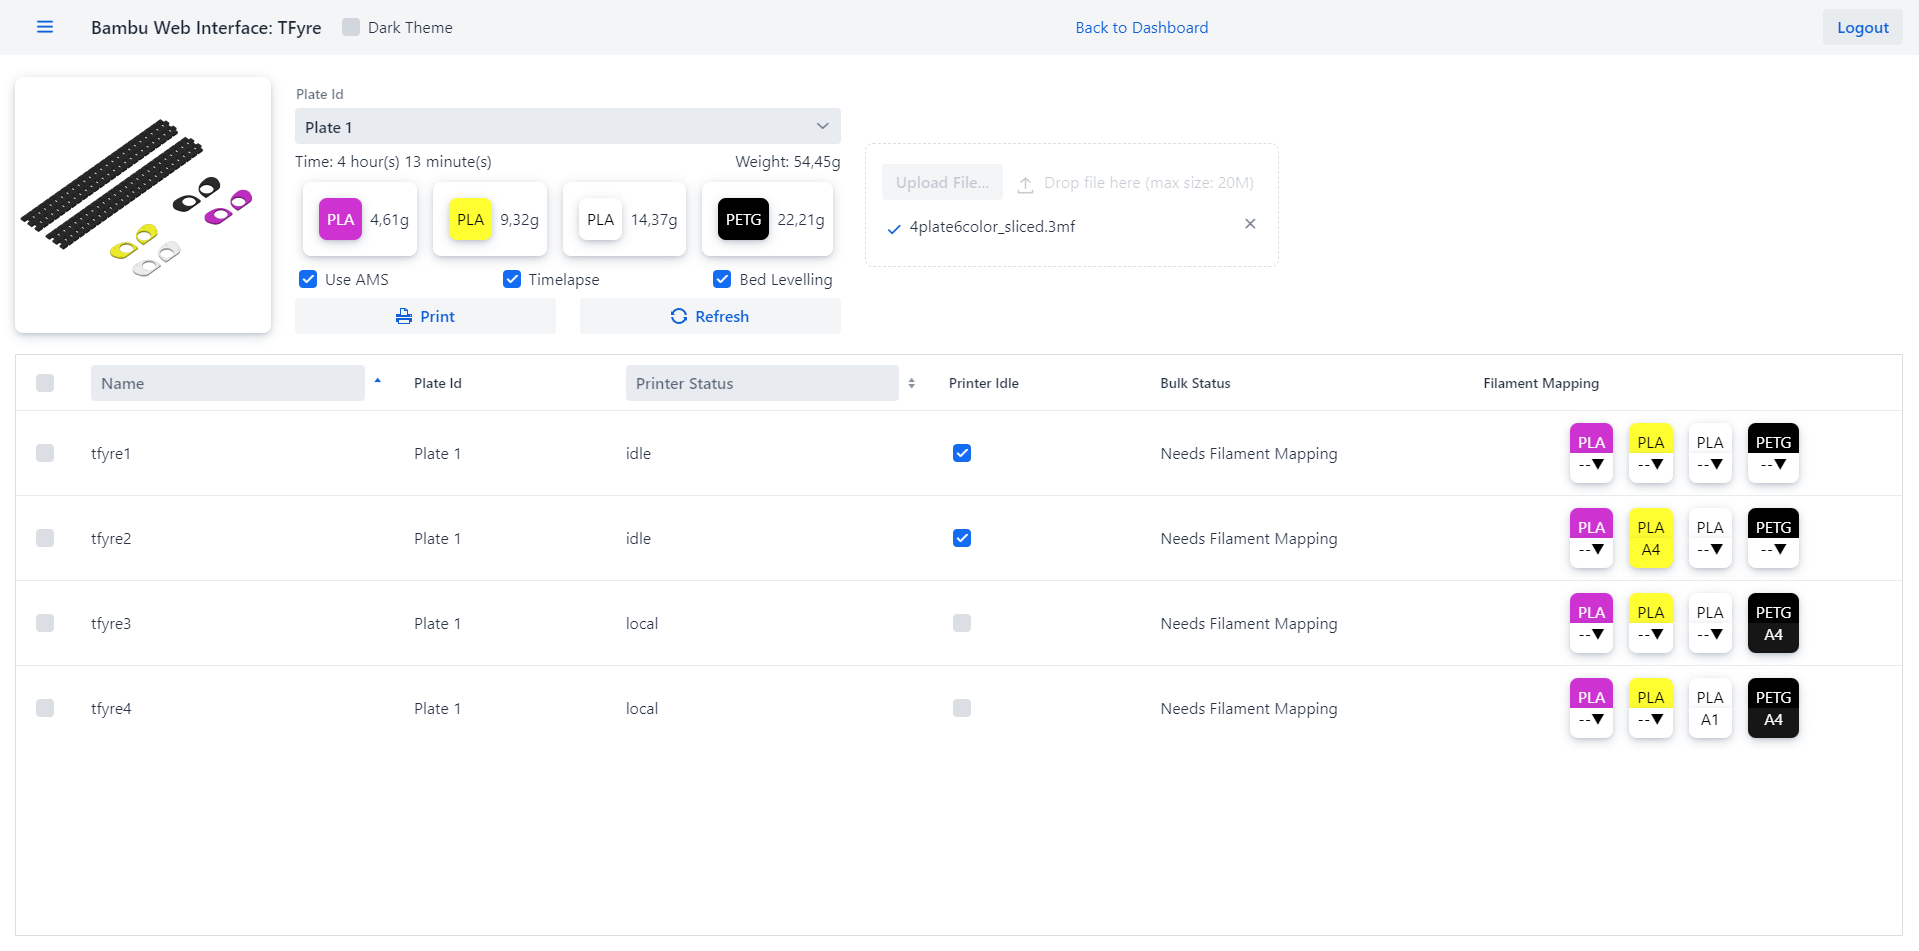 Bambu Web Interface: TFyre
Dark Theme
Back to Dashboard
Logout
Plate Id
Plate 1
Time: 4 hour(s) 13 minute(s)
Weight: 54,45g
PLA 4,61g
PLA 9,32g
PLA 14,37g
PETG 22,21g
Use AMS
Timelapse
Bed Levelling
Print
Refresh
Upload File...
Drop file here (max size: 20M)
4plate6color_sliced.3mf
Name Plate Id Printer Status Printer Idle Bulk Status Filament Mapping
tfyre1 Plate 1 idle Needs Filament Mapping PLA PLA PLA PETG
--▼ --▼ --▼ --▼
tfyre2 Plate 1 idle Needs Filament Mapping PLA PLA PLA PETG
--▼ A4 --▼ --▼
tfyre3 Plate 1 local Needs Filament Mapping PLA PLA PLA PETG
--▼ --▼ --▼ A4
tfyre4 Plate 1 local Needs Filament Mapping PLA PLA PLA PETG
--▼ --▼ A1 A4